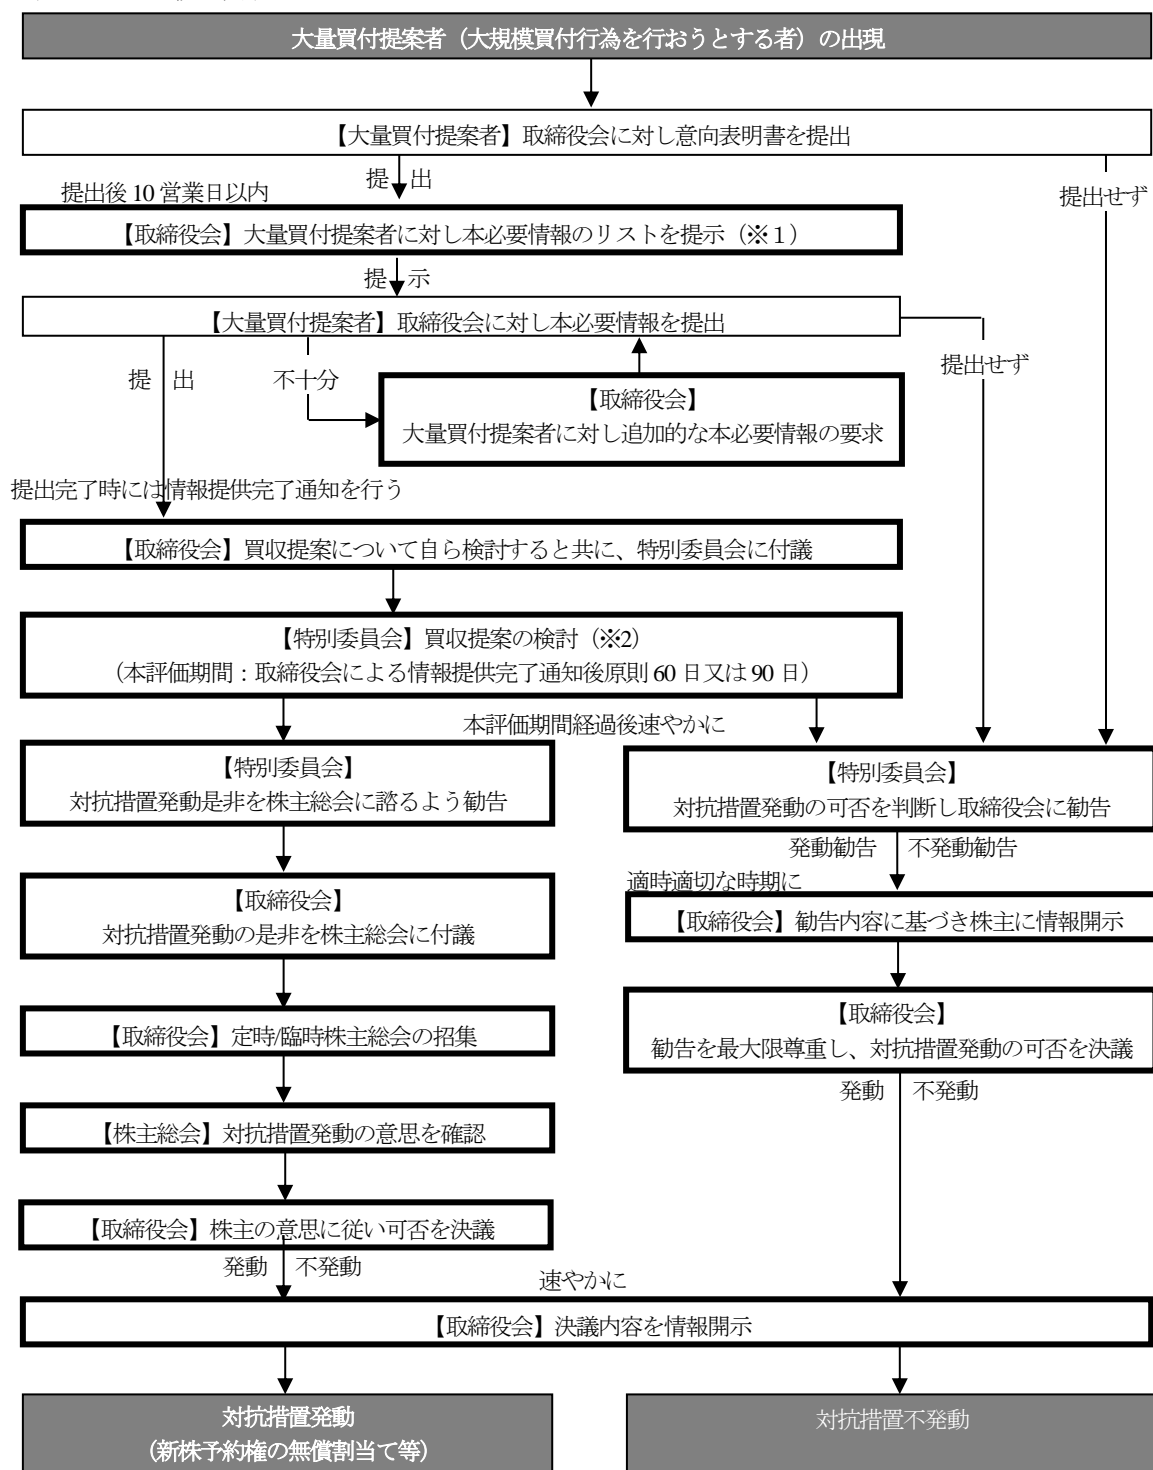 大量買付提案者（大規模買付行為を行おうとする者）の出現
【大量買付提案者】取締役会に対し意向表明書を提出
提　出
提出後 10 営業日以内
提出せず
【取締役会】大量買付提案者に対し本必要情報のリストを提示（※１）
提　示
【大量買付提案者】取締役会に対し本必要情報を提出
提出せず
提　出
不十分
【取締役会】
大量買付提案者に対し追加的な本必要情報の要求
提出完了時には情報提供完了通知を行う
【取締役会】買収提案について自ら検討すると共に、特別委員会に付議
【特別委員会】買収提案の検討（※2）
（本評価期間：取締役会による情報提供完了通知後原則 60 日又は 90 日）
本評価期間経過後速やかに
【特別委員会】
対抗措置発動是非を株主総会に諮るよう勧告
【特別委員会】
対抗措置発動の可否を判断し取締役会に勧告
発動勧告　不発動勧告
適時適切な時期に
【取締役会】
対抗措置発動の是非を株主総会に付議
【取締役会】勧告内容に基づき株主に情報開示
【取締役会】定時/臨時株主総会の招集
【取締役会】
勧告を最大限尊重し、対抗措置発動の可否を決議
発動　不発動
【株主総会】対抗措置発動の意思を確認
【取締役会】株主の意思に従い可否を決議
発動　不発動
速やかに
【取締役会】決議内容を情報開示
対抗措置発動
（新株予約権の無償割当て等）
対抗措置不発動